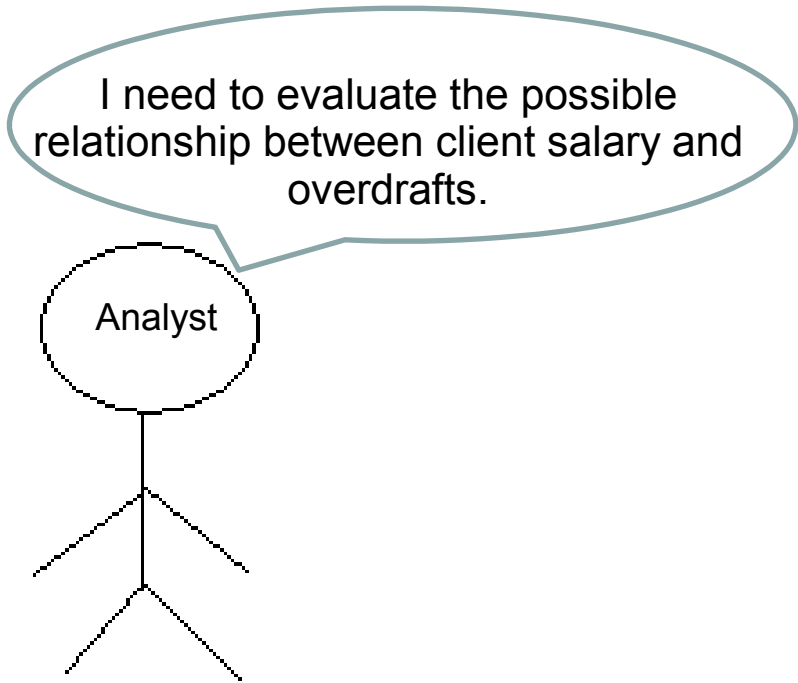 I need to evaluate the possible
relationship between client salary and
overdrafts.
Analyst